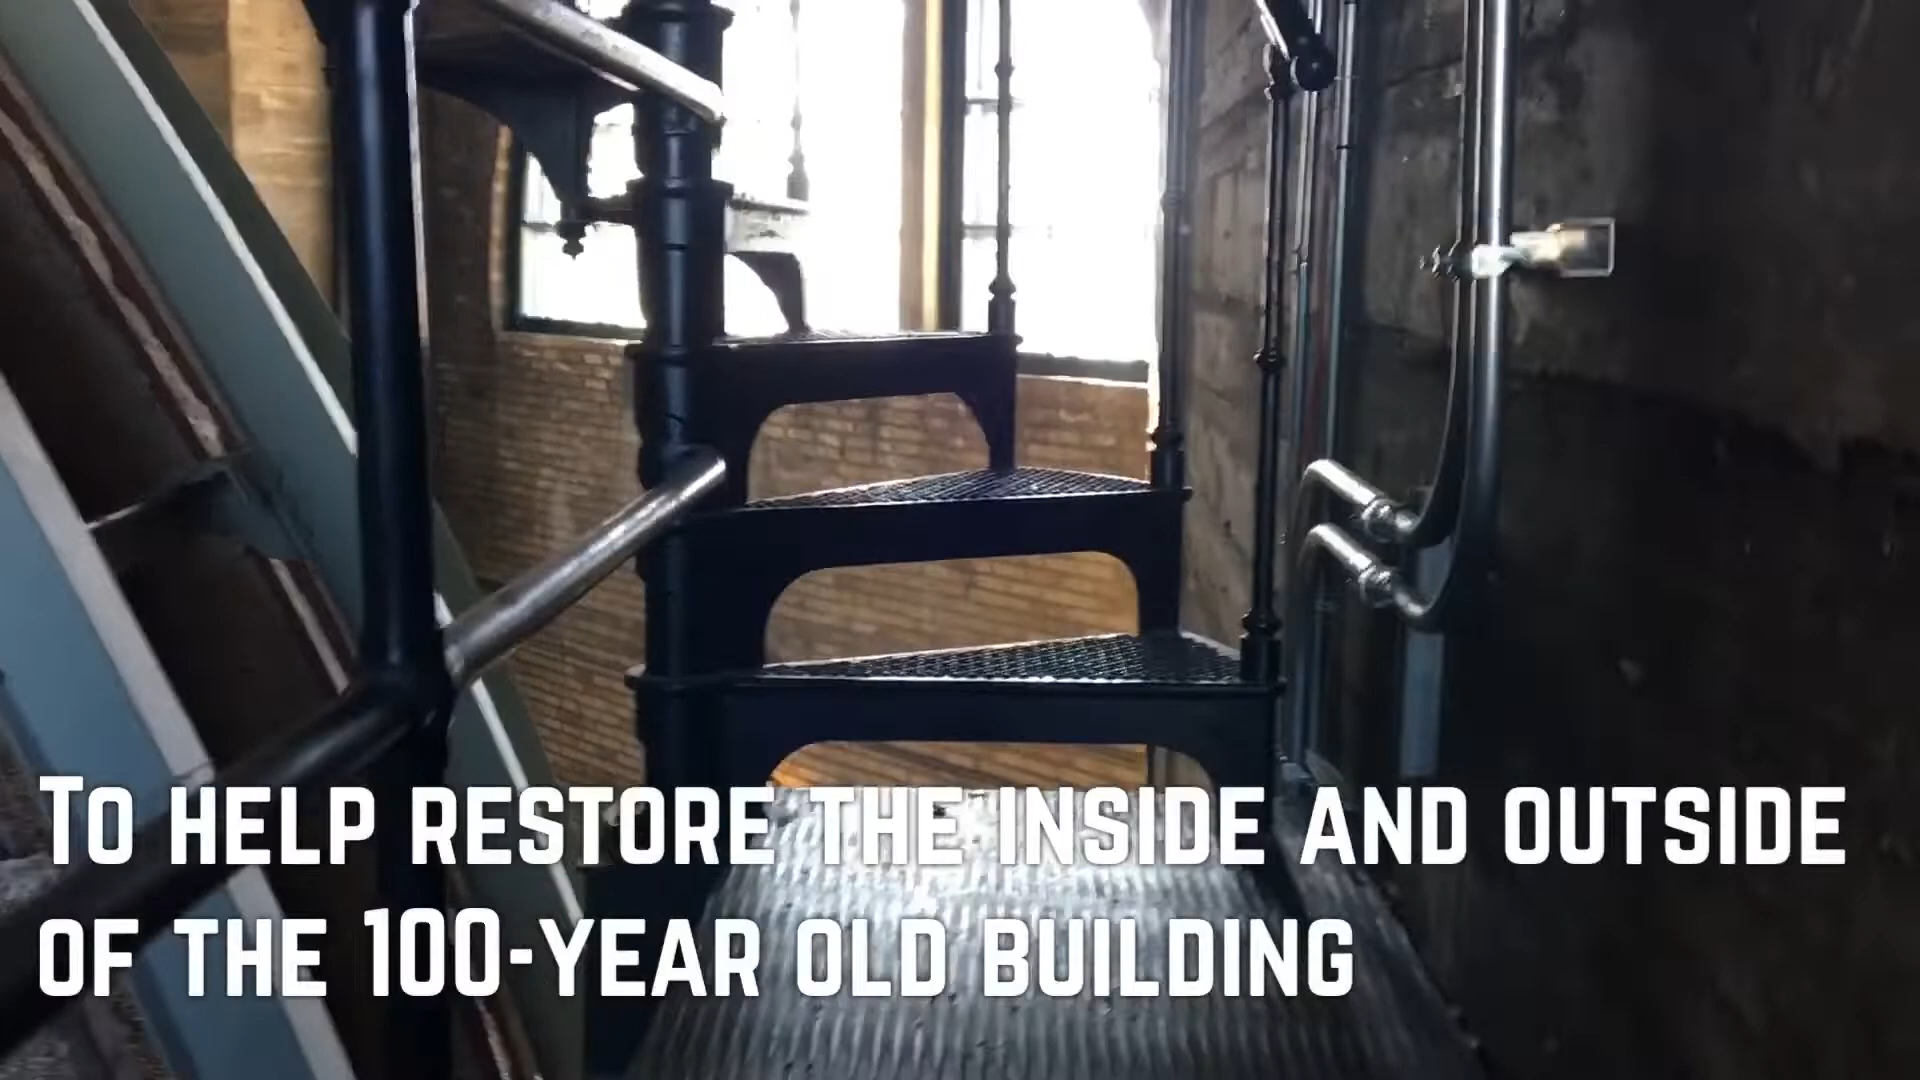 To help restore the inside and outside
of the 100-year old building